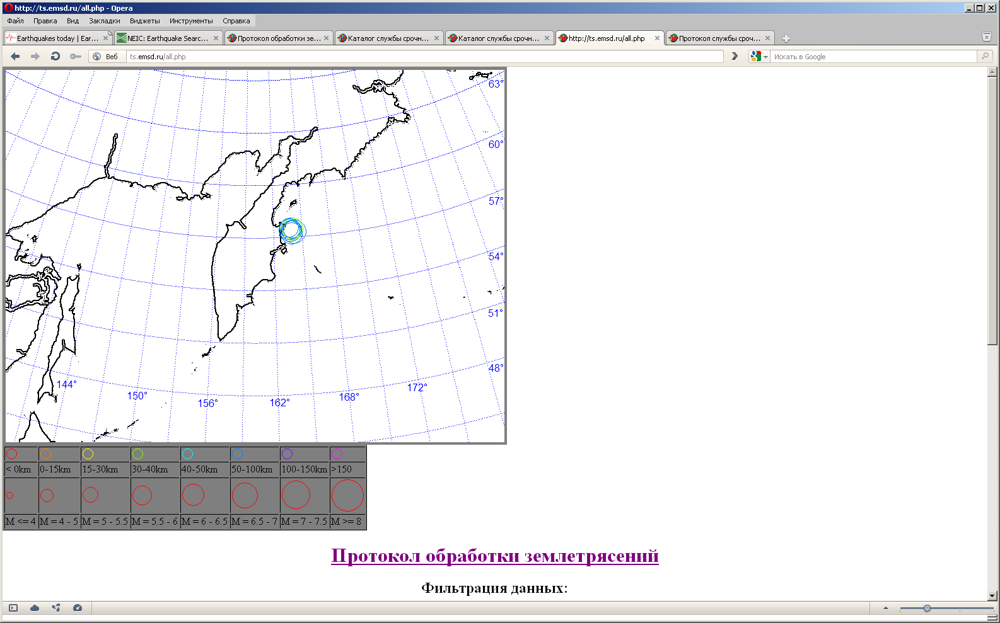 http://ts.emsd.ru/all.php - Opera
Файл Правка Вид Закладки Виджеты Инструменты Справка
Earthquakes today | Ear... NEIC: Earthquake Searc... Протокол обработки зе... Каталог службы срочн... Каталог службы срочн... http://ts.emsd.ru/all.php Протокол службы срочн...
Веб ts.emsd.ru/all.php Искать в Google
63°
60°
57°
54°
51°
48°
144°
150°
156°
162°
168°
172°
< 0km 0-15km 15-30km 30-40km 40-50km 50-100km 100-150km >150
M <= 4 M = 4 - 5 M = 5 - 5.5 M = 5.5 - 6 M = 6 - 6.5 M = 6.5 - 7 M = 7 - 7.5 M >= 8
Протокол обработки землетрясений
Фильтрация данных: